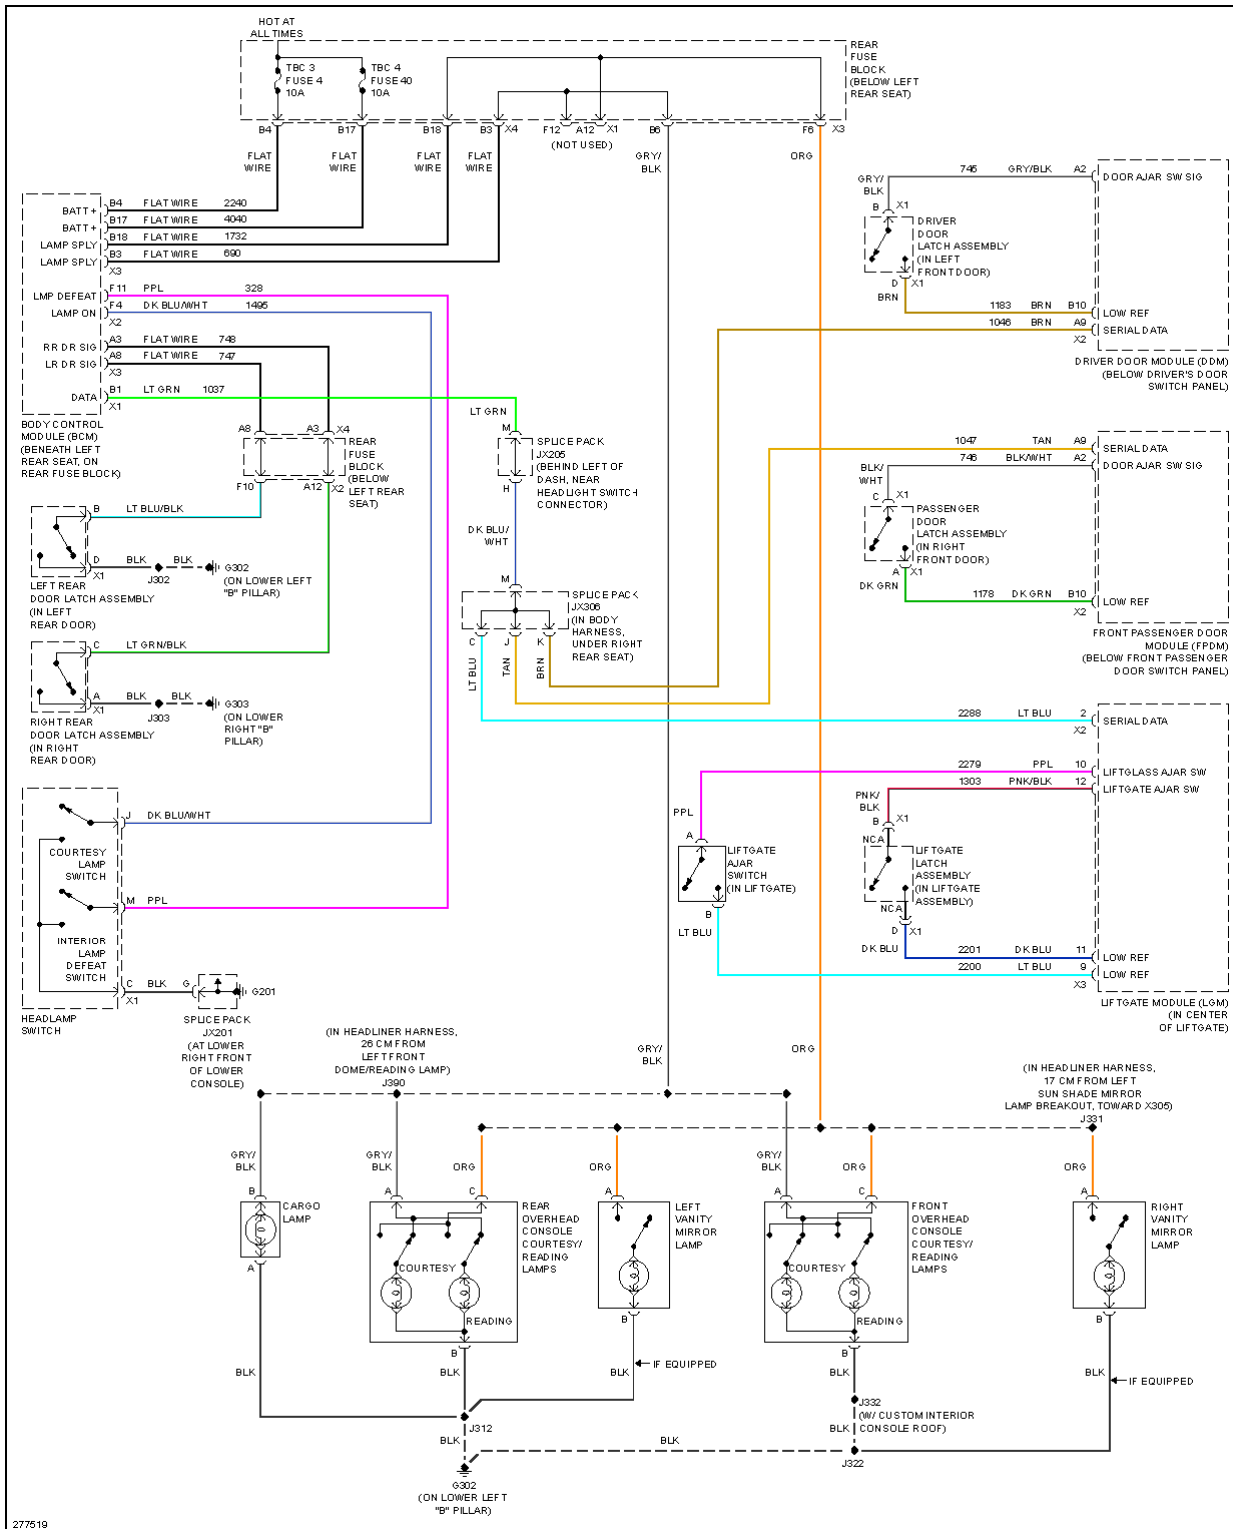 HOT AT
ALL TIMES
TBC 3
FUSE 4
10A
TBC 4
FUSE 40
10A
REAR
FUSE
BLOCK
(BELOW LEFT
REAR SEAT)
B4
B17
B18
B3
X4
F12
A12
X1
B6
F6
X3
(NOT USED)
FLAT
WIRE
FLAT
WIRE
FLAT
WIRE
FLAT
WIRE
GRY/
BLK
ORG
BATT +
B4
FLAT WIRE
2240
BATT +
B17
FLAT WIRE
4040
LAMP SPLY
B18
FLAT WIRE
1732
LAMP SPLY
B3
FLAT WIRE
690
X3
LMP DEFEAT
F11
PPL
328
LAMP ON
F4
DK BLU/WHT
1495
X2
RR DR SIG
A3
FLAT WIRE
748
LR DR SIG
A8
FLAT WIRE
747
X3
DATA
B1
LT GRN
1037
X1
BODY CONTROL
MODULE (BCM)
(BENEATH LEFT
REAR SEAT, ON
REAR FUSE BLOCK)
745
GRY/BLK
A2
DOOR AJAR SW SIG
GRY/
BLK
B
X1
DRIVER
DOOR
LATCH ASSEMBLY
(IN LEFT
FRONT DOOR)
D
X1
BRN
1183
BRN
B10
LOW REF
1046
BRN
A9
SERIAL DATA
X2
DRIVER DOOR MODULE (DDM)
(BELOW DRIVER'S DOOR
SWITCH PANEL)
A8
A3
X4
REAR
FUSE
BLOCK
(BELOW
LEFT REAR
SEAT)
F10
A12
X2
LT GRN
M
SPLICE PACK
JX205
(BEHIND LEFT OF
DASH, NEAR
HEADLIGHT SWITCH
CONNECTOR)
H
DK BLU/
WHT
M
SPLICE PACK
JX306
(IN BODY
HARNESS,
UNDER RIGHT
REAR SEAT)
C
J
K
LT BLU
TAN
BRN
1047
TAN
A9
SERIAL DATA
746
BLK/WHT
A2
DOOR AJAR SW SIG
BLK/
WHT
C
X1
PASSENGER
DOOR
LATCH ASSEMBLY
(IN RIGHT
FRONT DOOR)
A
X1
DK GRN
1178
DK GRN
B10
LOW REF
X2
FRONT PASSENGER DOOR
MODULE (FPDM)
(BELOW FRONT PASSENGER
DOOR SWITCH PANEL)
B
LT BLU/BLK
D
BLK
BLK
G302
X1
J302
(ON LOWER LEFT
"B" PILLAR)
LEFT REAR
DOOR LATCH ASSEMBLY
(IN LEFT
REAR DOOR)
C
LT GRN/BLK
A
BLK
BLK
G303
X1
J303
(ON LOWER
RIGHT "B"
PILLAR)
RIGHT REAR
DOOR LATCH ASSEMBLY
(IN RIGHT
REAR DOOR)
2288
LT BLU
2
SERIAL DATA
X2
2279
PPL
10
LIFTGLASS AJAR SW
1303
PNK/BLK
12
LIFTGATE AJAR SW
PNK/
BLK
B
X1
NCA
LIFTGATE
LATCH
ASSEMBLY
(IN LIFTGATE
ASSEMBLY)
NCA
D
X1
DK BLU
2201
DK BLU
11
LOW REF
2200
LT BLU
9
LOW REF
X3
LIFTGATE MODULE (LGM)
(IN CENTER
OF LIFTGATE)
PPL
A
LIFTGATE
AJAR
SWITCH
(IN LIFTGATE)
B
LT BLU
J
DK BLU/WHT
COURTESY
LAMP
SWITCH
M
PPL
INTERIOR
LAMP
DEFEAT
SWITCH
C
BLK
G
G201
X1
HEADLAMP
SWITCH
SPLICE PACK
JX201
(AT LOWER
RIGHT FRONT
OF LOWER
CONSOLE)
(IN HEADLINER HARNESS,
26 CM FROM
LEFT FRONT
DOME/READING LAMP)
J390
GRY/
BLK
ORG
(IN HEADLINER HARNESS,
17 CM FROM LEFT
SUN SHADE MIRROR
LAMP BREAKOUT, TOWARD X305)
J331
GRY/
BLK
GRY/
BLK
ORG
ORG
GRY/
BLK
ORG
ORG
B
CARGO
LAMP
A
A
C
REAR
OVERHEAD
CONSOLE
COURTESY/
READING
LAMPS
COURTESY
READING
B
A
LEFT
VANITY
MIRROR
LAMP
B
A
C
FRONT
OVERHEAD
CONSOLE
COURTESY/
READING
LAMPS
COURTESY
READING
B
A
RIGHT
VANITY
MIRROR
LAMP
B
BLK
BLK
BLK
IF EQUIPPED
BLK
BLK
IF EQUIPPED
J312
J332
(W/ CUSTOM INTERIOR
CONSOLE ROOF)
BLK
BLK
BLK
J322
G302
(ON LOWER LEFT
"B" PILLAR)
277519